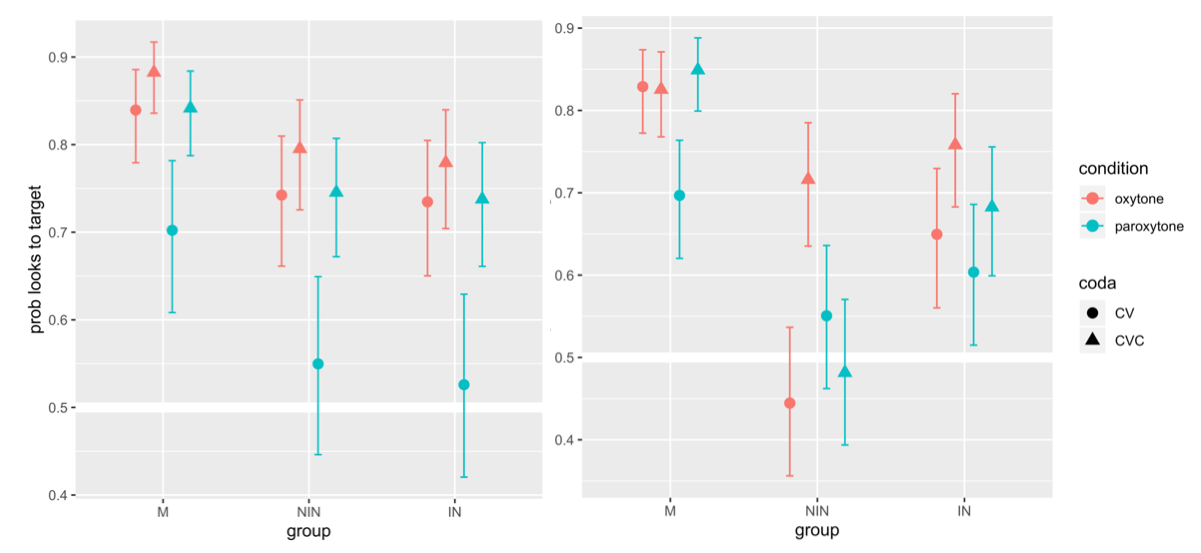 prob looks to target
0.9
0.8
0.7
0.6
0.5
0.4
M
NIN
IN
group
0.9
0.8
0.7
0.6
0.5
0.4
M
NIN
IN
group
condition
oxytone
paroxytone
coda
CV
CVC